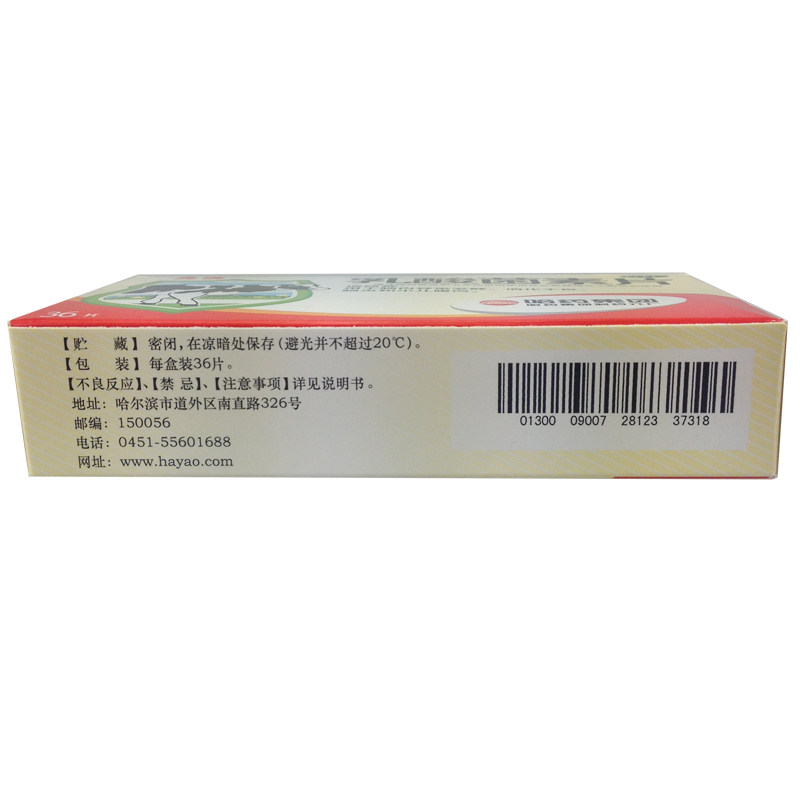 36片
【贮　　藏】密闭,在凉暗处保存(避光并不超过20℃)。
【包　　装】每盒装36片。
【不良反应】、【禁 忌】、【注意事项】详见说明书。
地址: 哈尔滨市道外区南直路326号
邮编: 150056
电话: 0451-55601688
网址: www.hayao.com
01300 09007 28123 37318